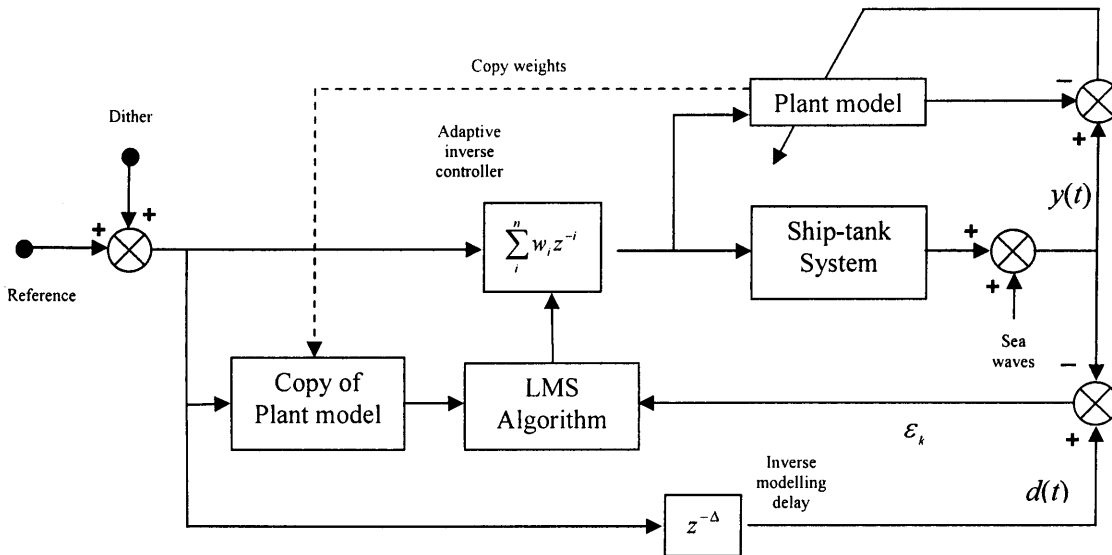 Copy weights
Plant model
−
+
Dither
Adaptive
inverse
controller
y(t)
+
+
n
∑ w_i z^{-i}
i
Ship-tank
System
+
+
Reference
Sea
waves
Copy of
Plant model
LMS
Algorithm
−
+
ε_k
Inverse
modelling
delay
z^{-Δ}
d(t)